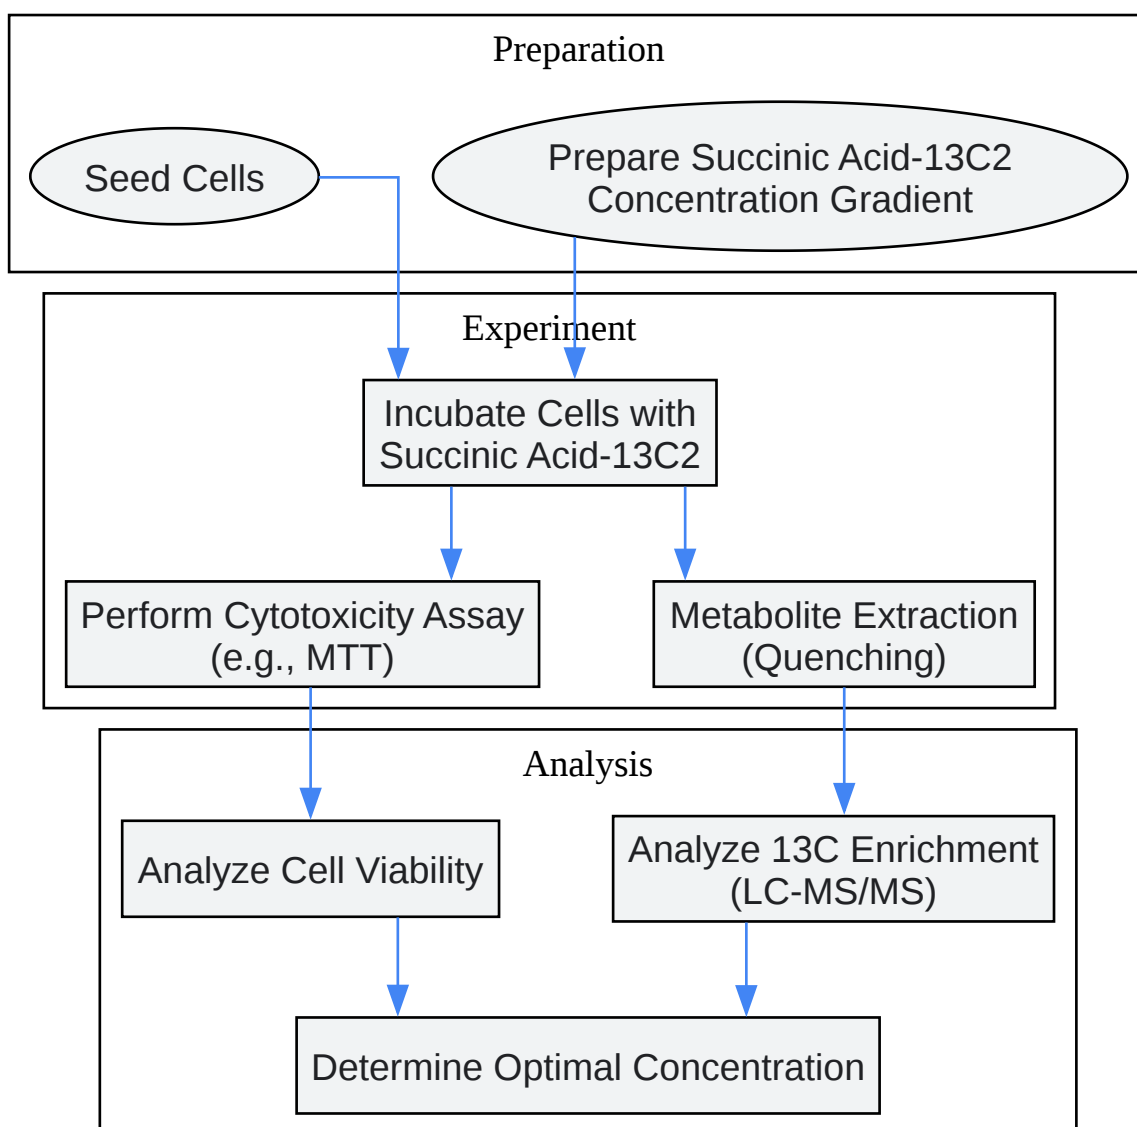 Preparation
Seed Cells
Prepare Succinic Acid-13C2
Concentration Gradient
Experiment
Incubate Cells with
Succinic Acid-13C2
Perform Cytotoxicity Assay
(e.g., MTT)
Metabolite Extraction
(Quenching)
Analysis
Analyze Cell Viability
Analyze 13C Enrichment
(LC-MS/MS)
Determine Optimal Concentration